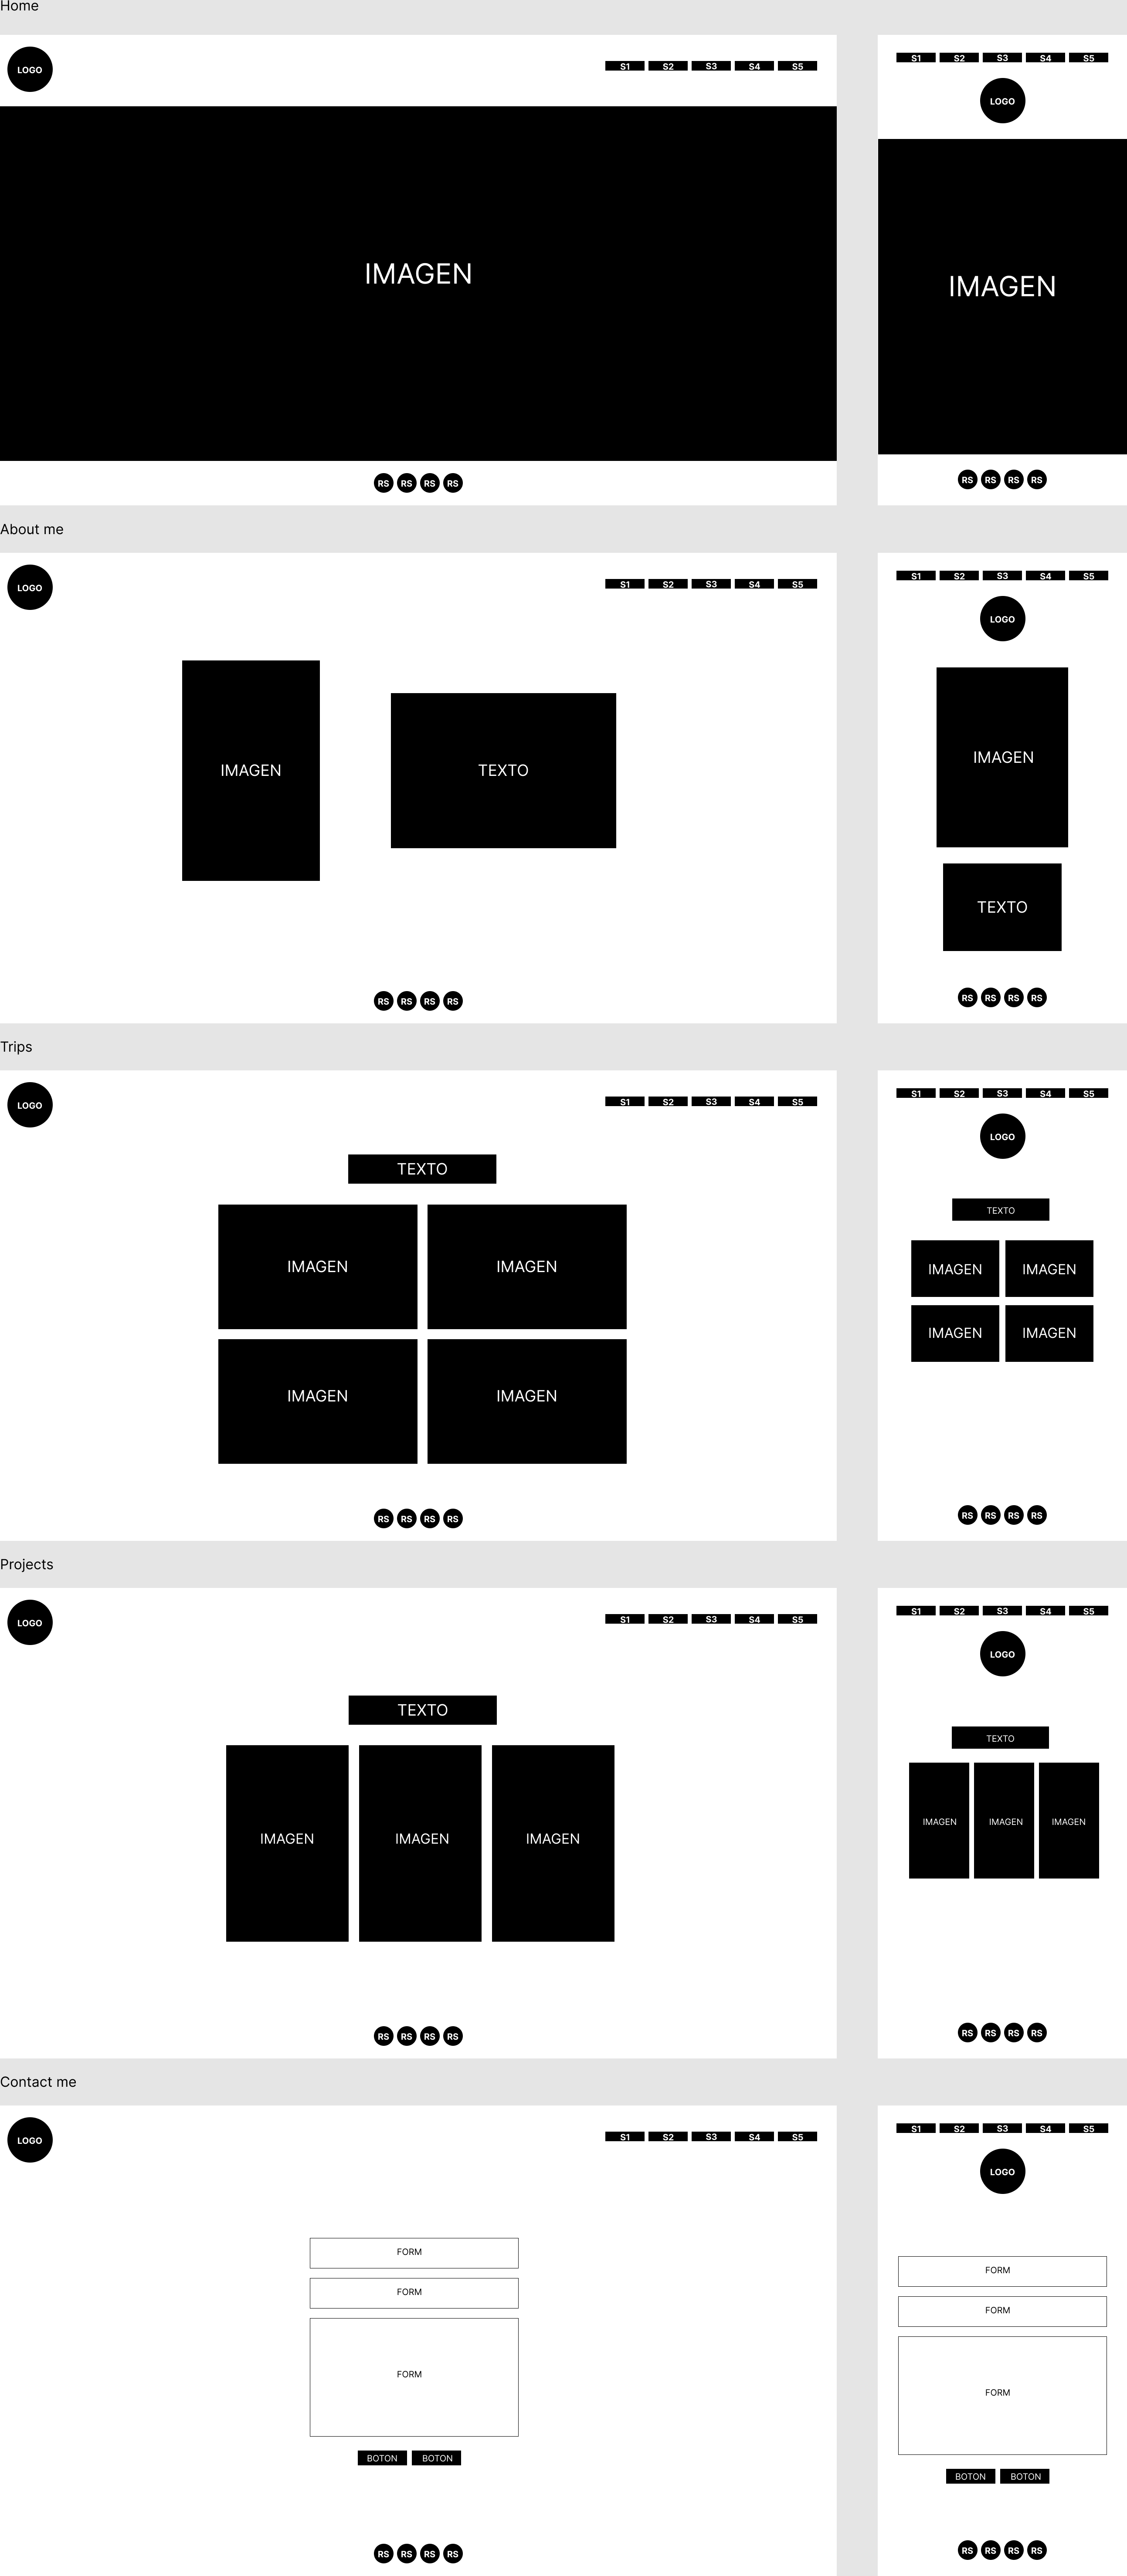 Home
LOGO
S1 S2 S3 S4 S5
IMAGEN
RS RS RS RS
S1 S2 S3 S4 S5
LOGO
IMAGEN
RS RS RS RS
About me
LOGO
S1 S2 S3 S4 S5
IMAGEN
TEXTO
RS RS RS RS
S1 S2 S3 S4 S5
LOGO
IMAGEN
TEXTO
RS RS RS RS
Trips
LOGO
S1 S2 S3 S4 S5
TEXTO
IMAGEN IMAGEN
IMAGEN IMAGEN
RS RS RS RS
S1 S2 S3 S4 S5
LOGO
TEXTO
IMAGEN IMAGEN
IMAGEN IMAGEN
RS RS RS RS
Projects
LOGO
S1 S2 S3 S4 S5
TEXTO
IMAGEN IMAGEN IMAGEN
RS RS RS RS
S1 S2 S3 S4 S5
LOGO
TEXTO
IMAGEN IMAGEN IMAGEN
RS RS RS RS
Contact me
LOGO
S1 S2 S3 S4 S5
FORM
FORM
FORM
BOTON BOTON
RS RS RS RS
S1 S2 S3 S4 S5
LOGO
FORM
FORM
FORM
BOTON BOTON
RS RS RS RS